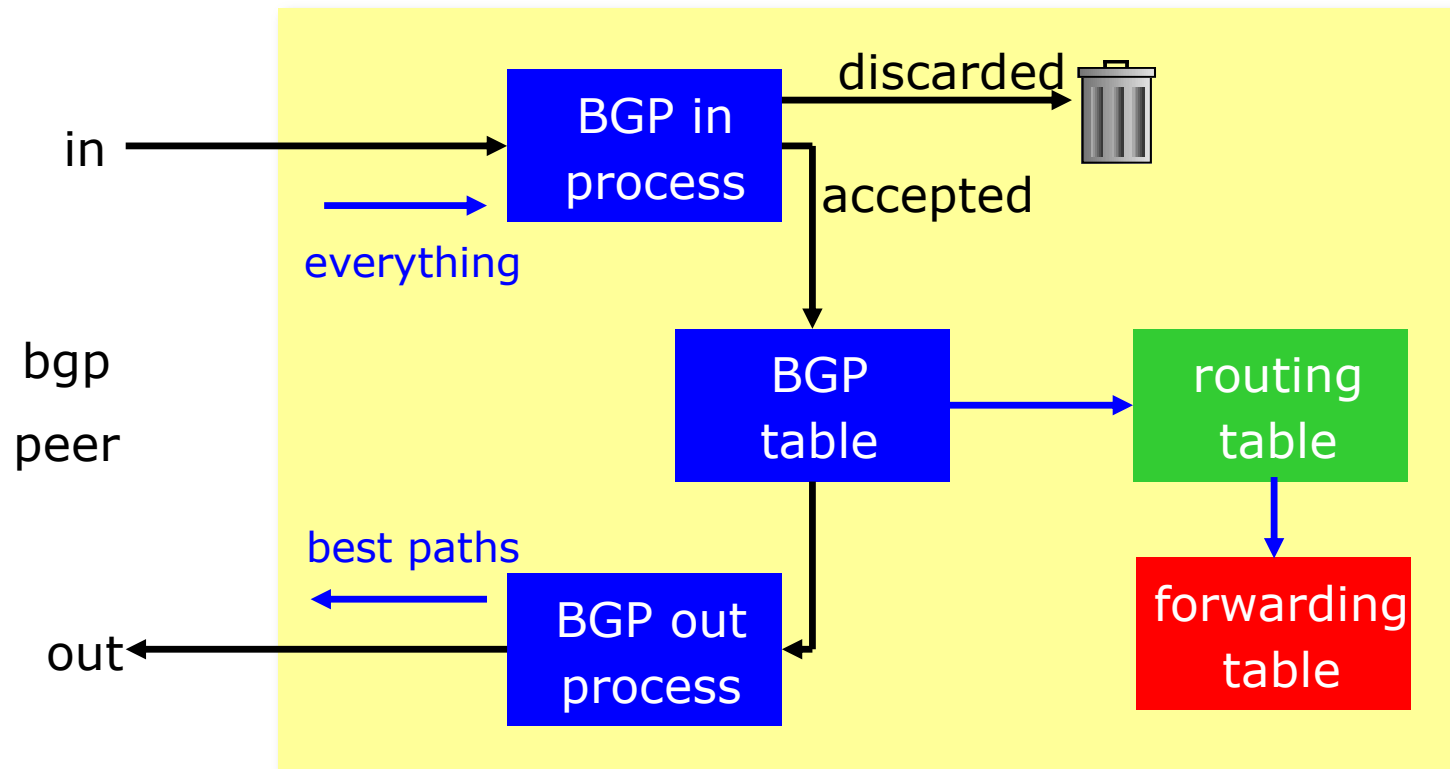 discarded
BGP in
process
in
accepted
everything
bgp
peer
BGP
table
routing
table
best paths
BGP out
process
out
forwarding
table